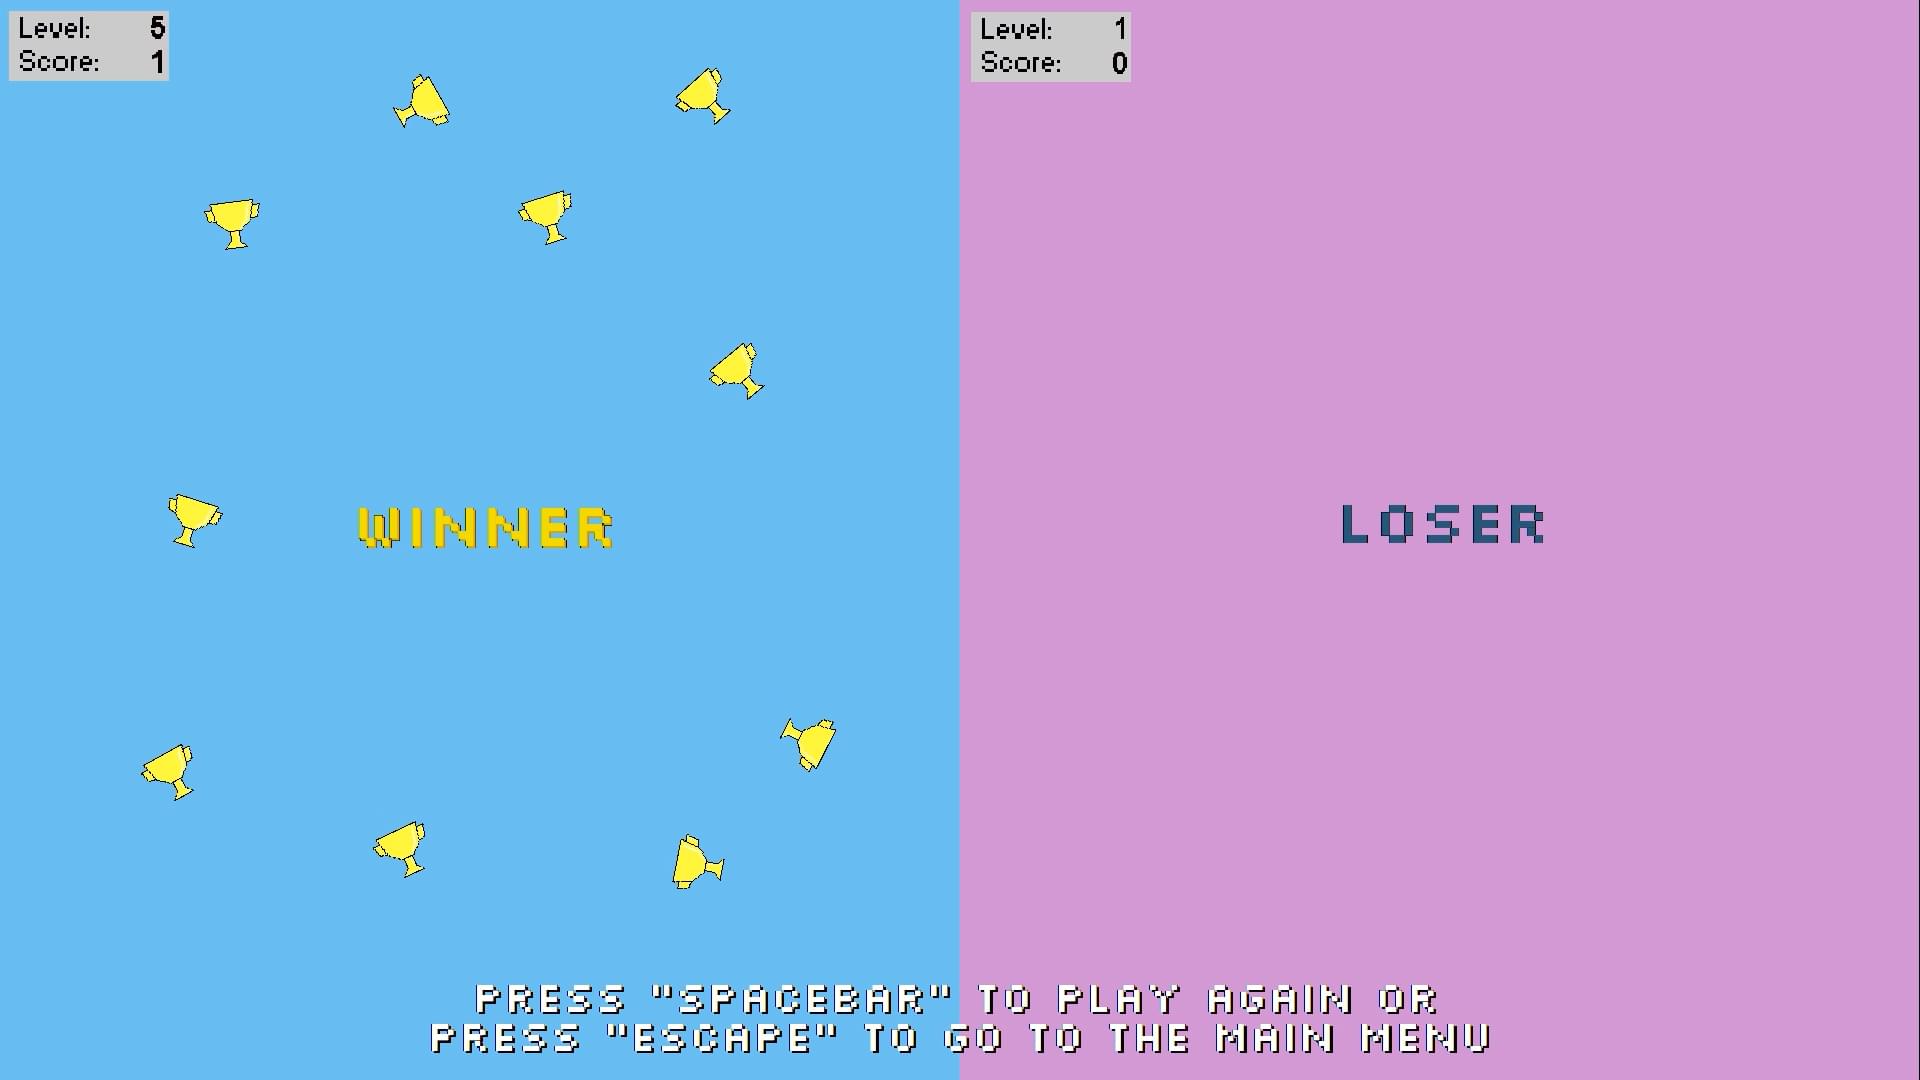 Level: 5
Score: 1
Level: 1
Score: 0
WINNER
LOSER
PRESS "SPACEBAR" TO PLAY AGAIN OR
PRESS "ESCAPE" TO GO TO THE MAIN MENU